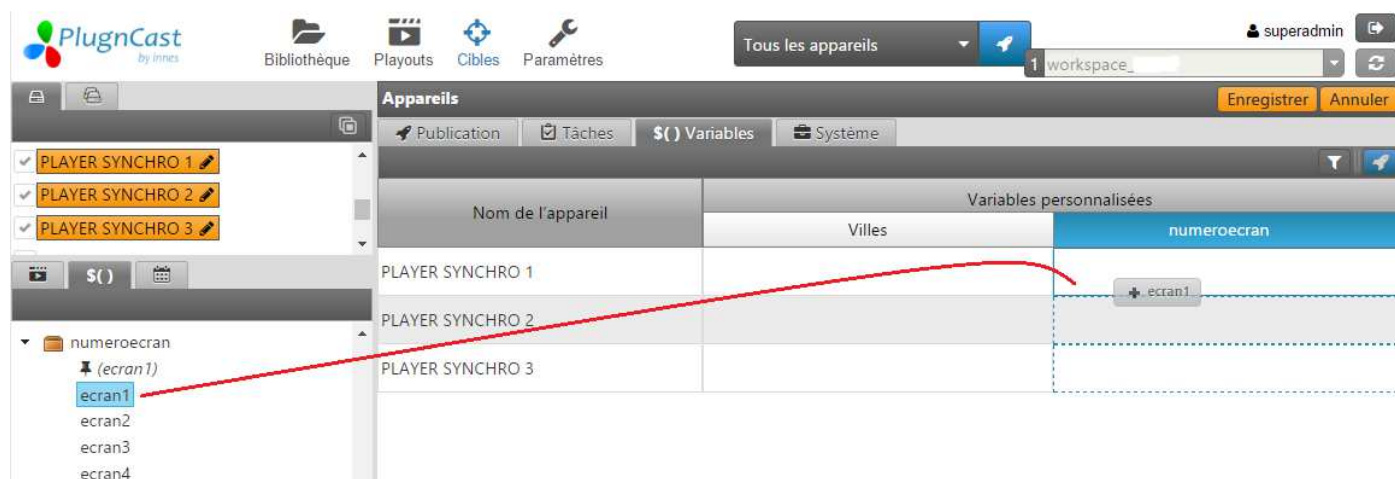 PlugnCast
by Innes
Bibliothèque Playouts Cibles Paramètres
Tous les appareils
superadmin
1 workspace_
Appareils
Enregistrer Annuler
Publication Tâches $( ) Variables Système
PLAYER SYNCHRO 1
PLAYER SYNCHRO 2
PLAYER SYNCHRO 3
Nom de l'appareil
Variables personnalisées
Villes numeroecran
PLAYER SYNCHRO 1
ecran1
PLAYER SYNCHRO 2
PLAYER SYNCHRO 3
$( )
numeroecran
(ecran1)
ecran1
ecran2
ecran3
ecran4